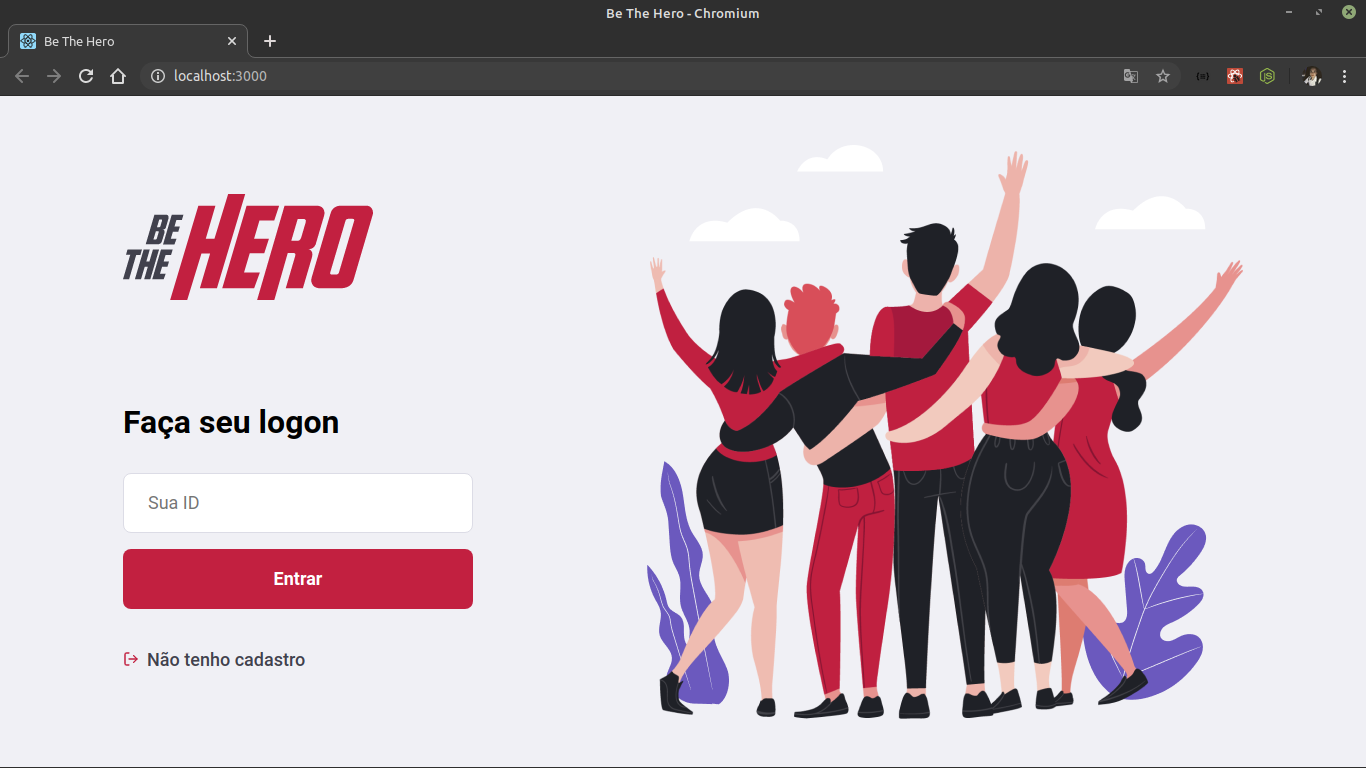 Be The Hero - Chromium
Be The Hero
localhost:3000
JS
BE
THE
HERO
Faça seu logon
Sua ID
Entrar
Não tenho cadastro